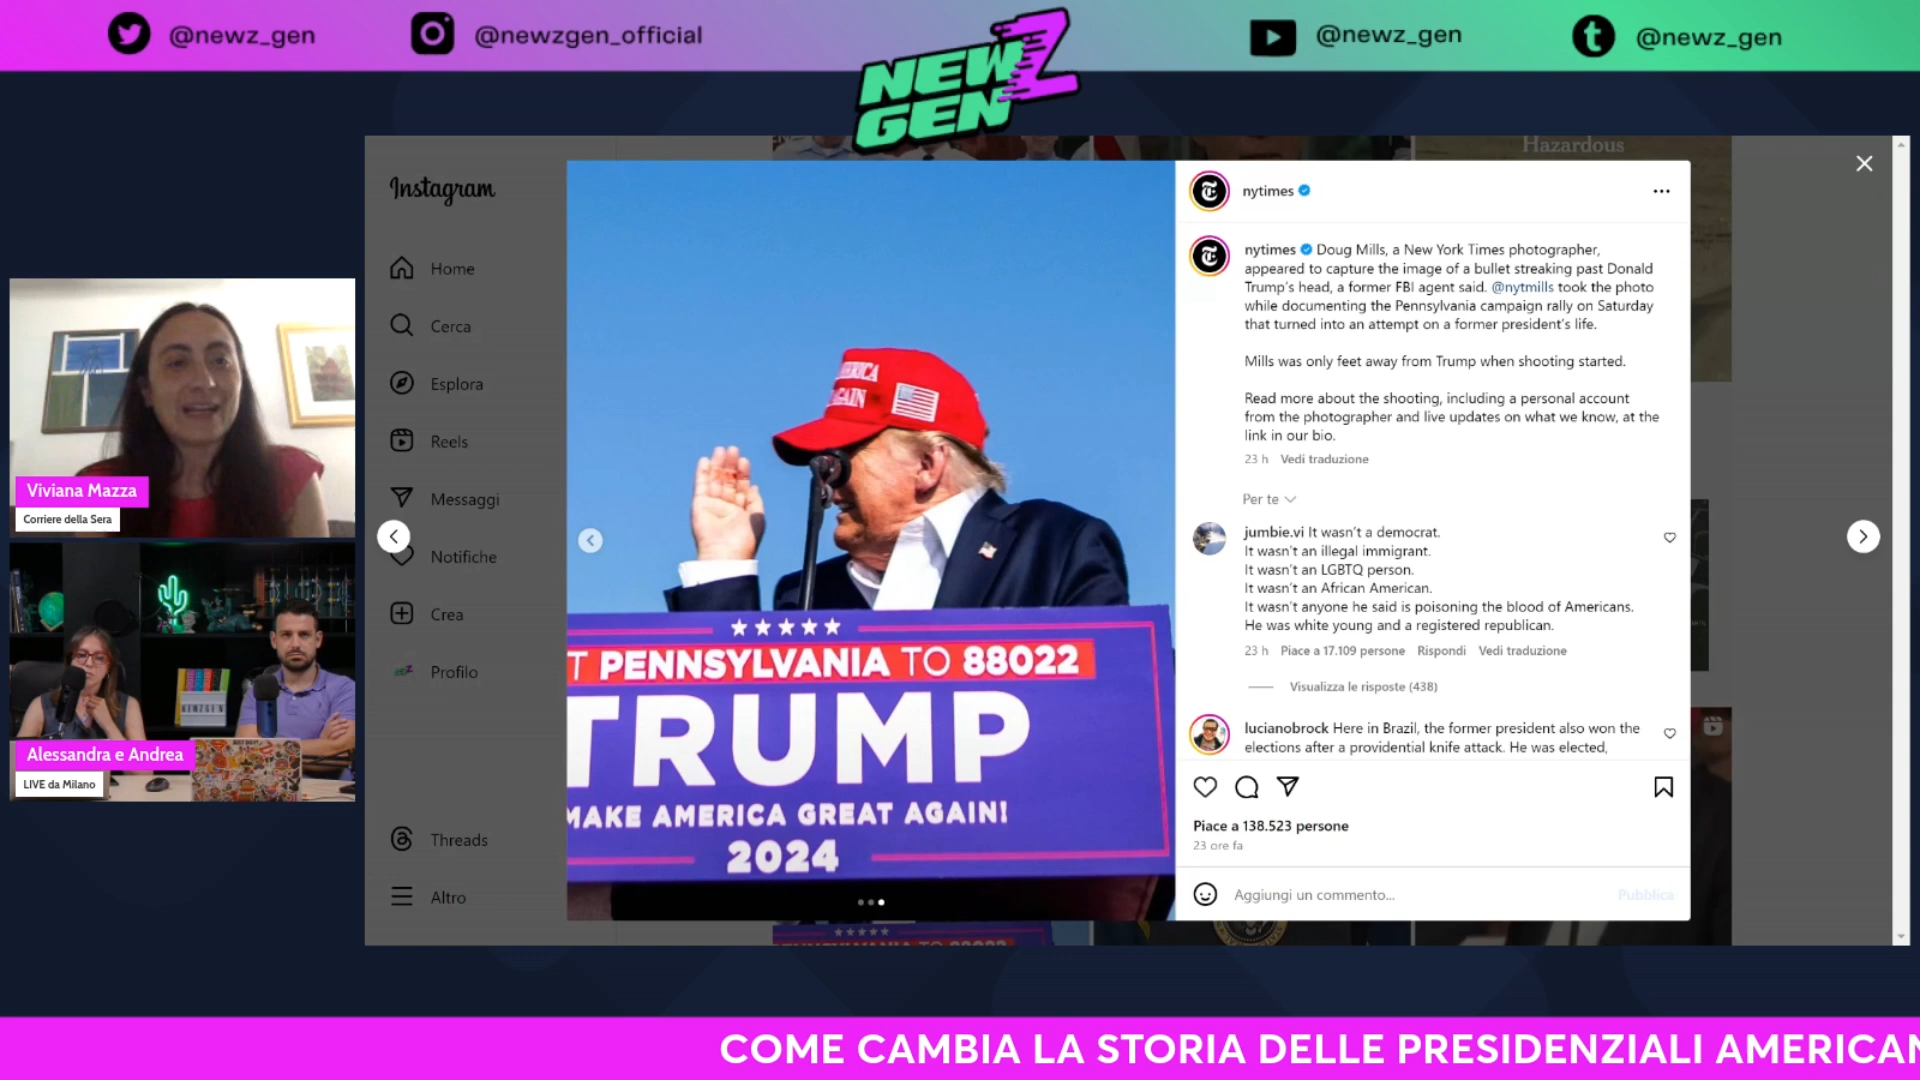 @newz_gen
@newzgen_official
NEWZ
GEN
@newz_gen
@newz_gen
Hazardous
Instagram
Home
Cerca
Esplora
Reels
Messaggi
Notifiche
Crea
Profilo
Threads
Altro
Viviana Mazza
Corriere della Sera
NEWZGEN
Alessandra e Andrea
LIVE da Milano
AGAIN
★★★★★
T PENNSYLVANIA TO 88022
TRUMP
MAKE AMERICA GREAT AGAIN!
2024
nytimes
nytimes Doug Mills, a New York Times photographer,
appeared to capture the image of a bullet streaking past Donald
Trump's head, a former FBI agent said. @nytmills took the photo
while documenting the Pennsylvania campaign rally on Saturday
that turned into an attempt on a former president's life.
Mills was only feet away from Trump when shooting started.
Read more about the shooting, including a personal account
from the photographer and live updates on what we know, at the
link in our bio.
23 h Vedi traduzione
Per te
jumbie.vi It wasn't a democrat.
It wasn't an illegal immigrant.
It wasn't an LGBTQ person.
It wasn't an African American.
It wasn't anyone he said is poisoning the blood of Americans.
He was white young and a registered republican.
23 h Piace a 17.109 persone Rispondi Vedi traduzione
Visualizza le risposte (438)
lucianobrock Here in Brazil, the former president also won the
elections after a providential knife attack. He was elected,
Piace a 138.523 persone
23 ore fa
Aggiungi un commento...
Pubblica
COME CAMBIA LA STORIA DELLE PRESIDENZIALI AMERICAN